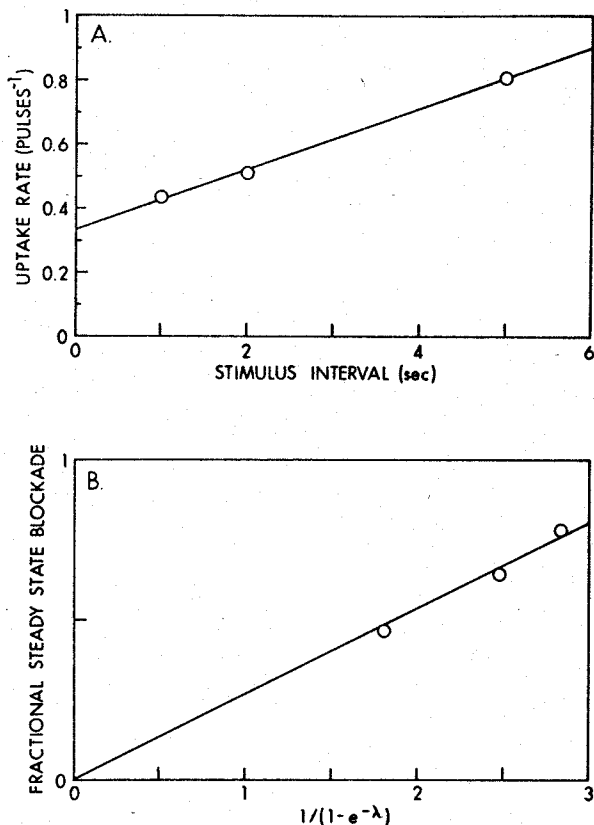 A.
1
0.8
0.6
0.4
0.2
0
UPTAKE RATE (PULSES⁻¹)
0 2 4 6
STIMULUS INTERVAL (sec)
B.
1
0
FRACTIONAL STEADY STATE BLOCKADE
0 1 2 3
1/(1-e^-λ)